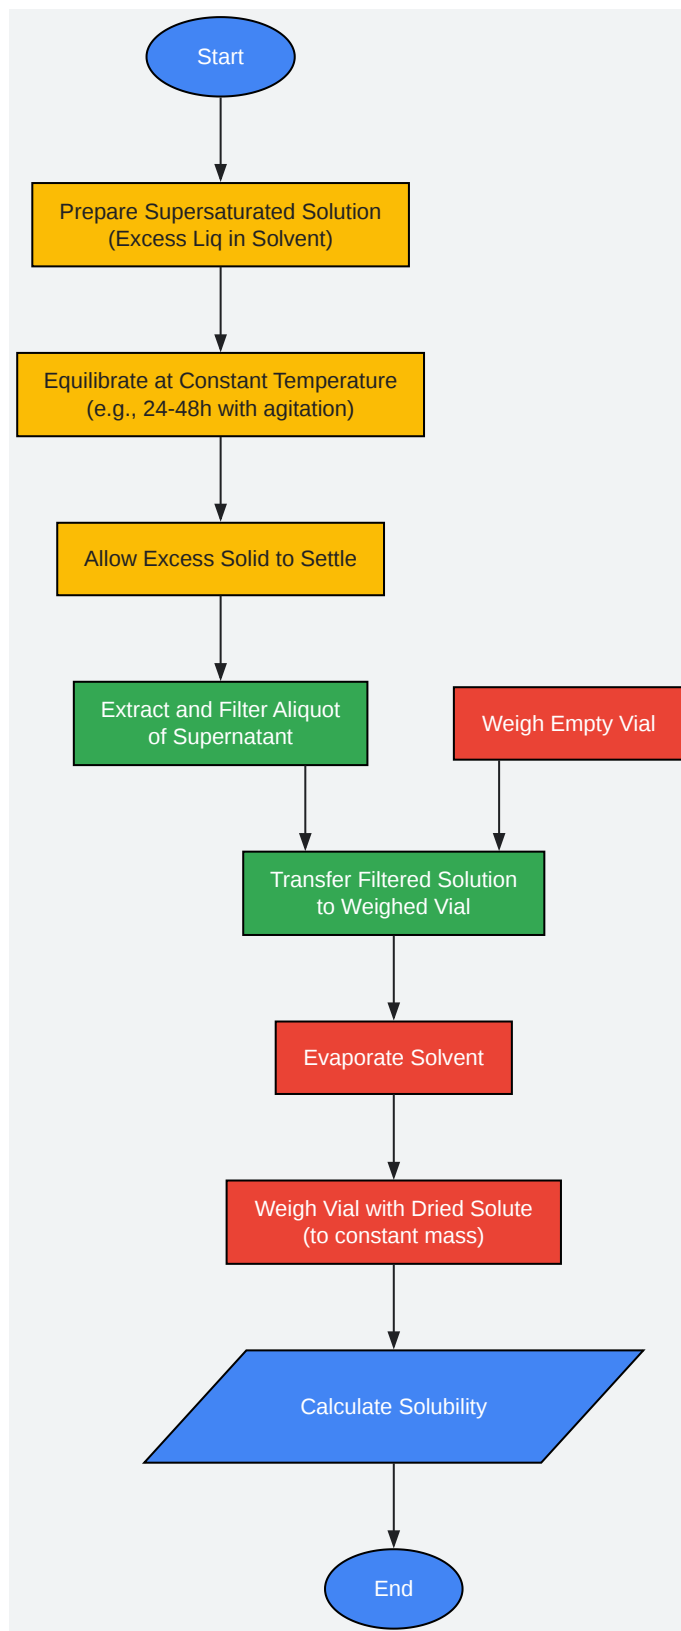 Start
Prepare Supersaturated Solution
(Excess Liq in Solvent)
Equilibrate at Constant Temperature
(e.g., 24-48h with agitation)
Allow Excess Solid to Settle
Extract and Filter Aliquot
of Supernatant
Weigh Empty Vial
Transfer Filtered Solution
to Weighed Vial
Evaporate Solvent
Weigh Vial with Dried Solute
(to constant mass)
Calculate Solubility
End